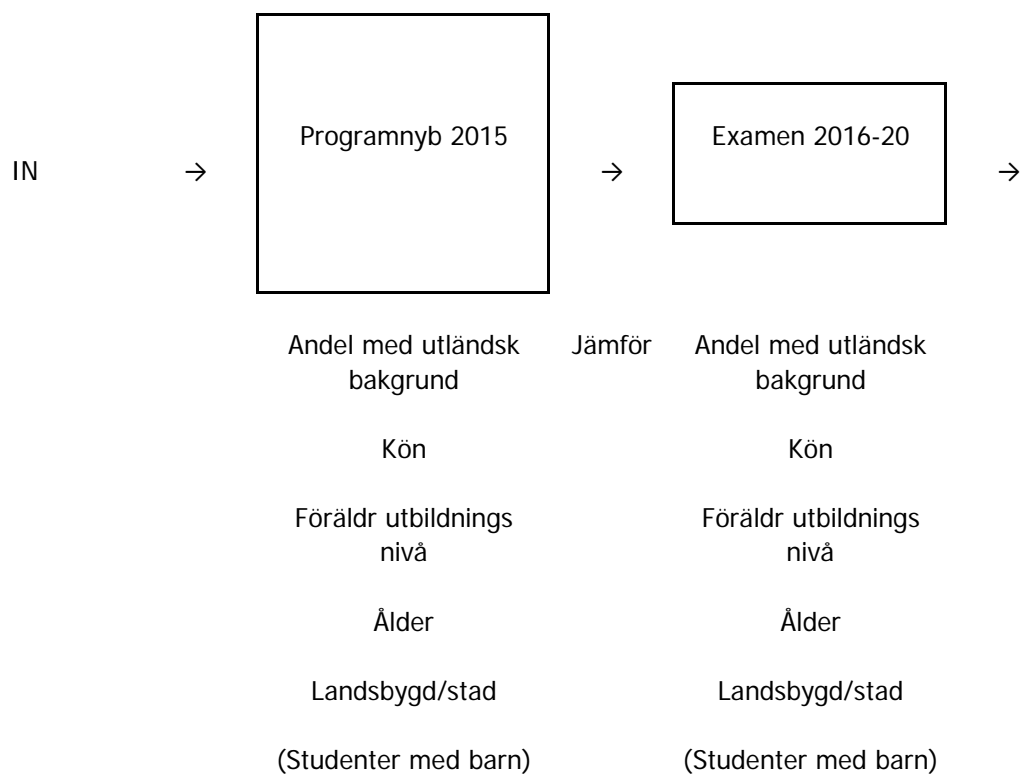 IN → Programnyb 2015 → Examen 2016-20 →
Andel med utländsk bakgrund
Jämför
Andel med utländsk bakgrund
Kön
Kön
Föräldr utbildnings nivå
Föräldr utbildnings nivå
Ålder
Ålder
Landsbygd/stad
Landsbygd/stad
(Studenter med barn)
(Studenter med barn)